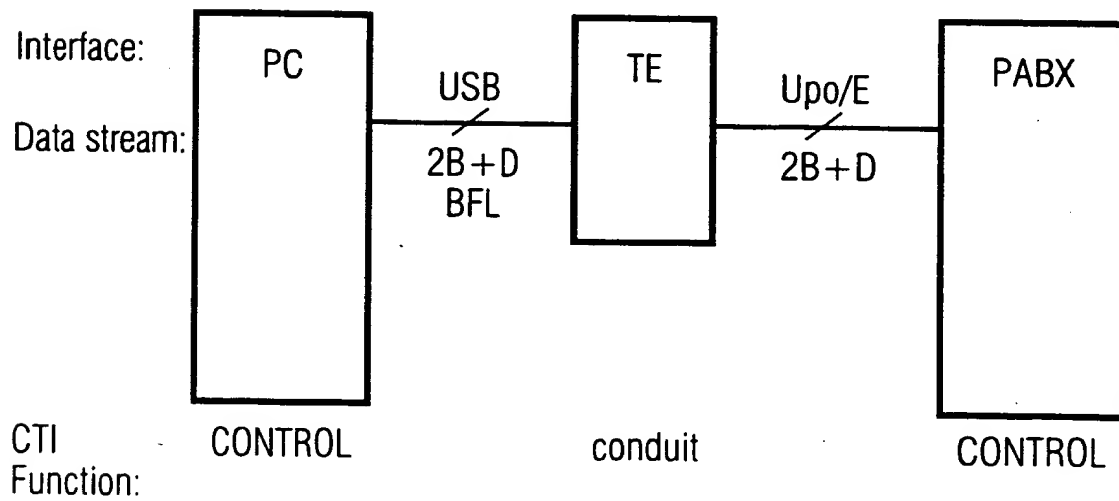 Interface:
PC
USB
TE
Upo/E
PABX
Data stream:
2B+D
BFL
2B+D
CTI
Function:
CONTROL
conduit
CONTROL